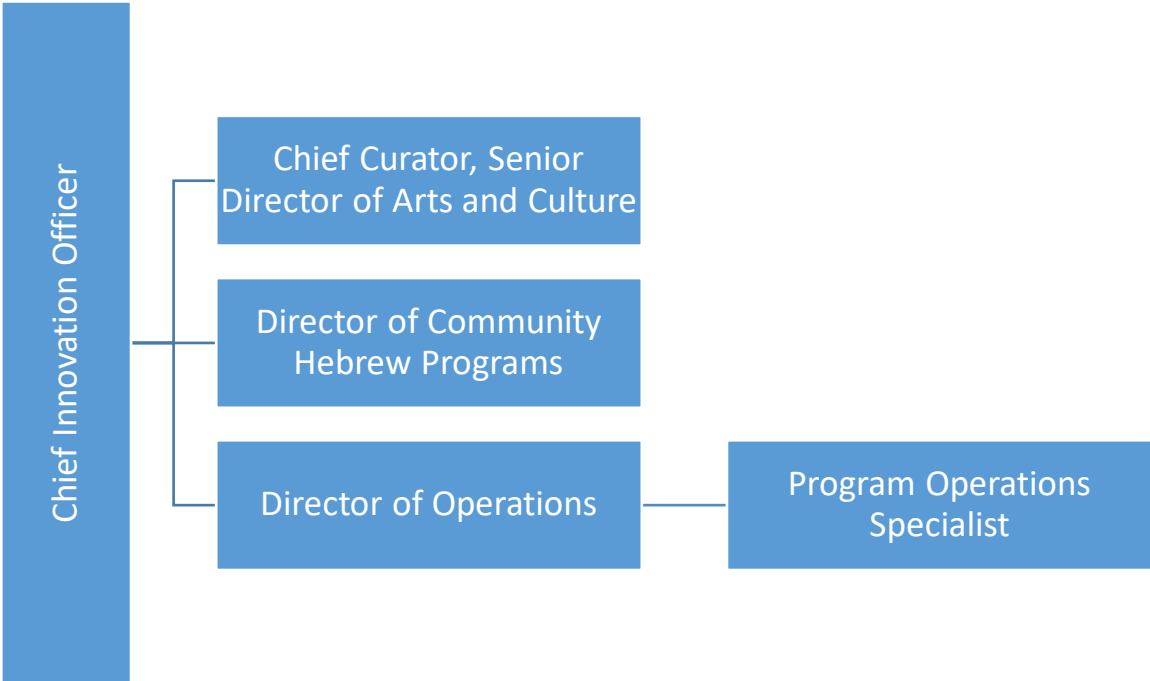 Chief Innovation Officer
Chief Curator, Senior
Director of Arts and Culture
Director of Community
Hebrew Programs
Director of Operations
Program Operations
Specialist